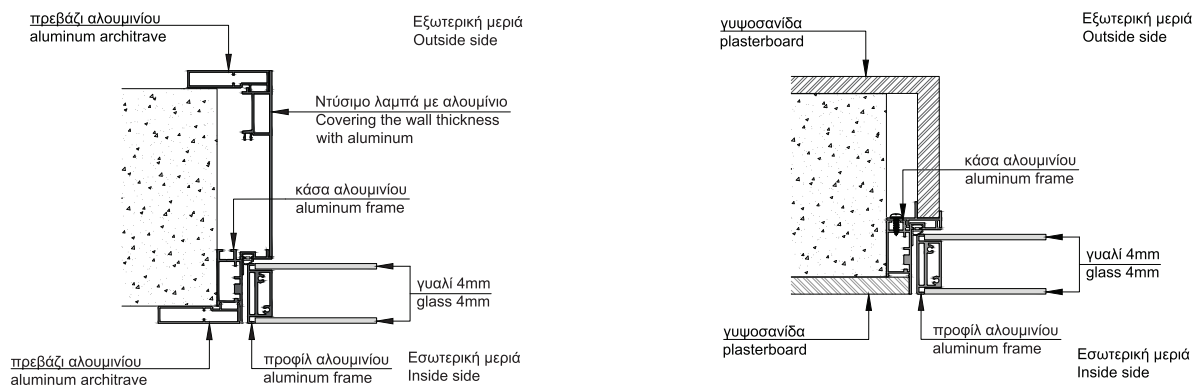 πρεβάζι αλουμινίου
aluminum architrave
Εξωτερική μεριά
Outside side
Ντύσιμο λαμπά με αλουμίνιο
Covering the wall thickness
with aluminum
κάσα αλουμινίου
aluminum frame
γυαλί 4mm
glass 4mm
πρεβάζι αλουμινίου
aluminum architrave
προφίλ αλουμινίου
aluminum frame
Εσωτερική μεριά
Inside side
γυψοσανίδα
plasterboard
Εξωτερική μεριά
Outside side
κάσα αλουμινίου
aluminum frame
γυαλί 4mm
glass 4mm
γυψοσανίδα
plasterboard
προφίλ αλουμινίου
aluminum frame
Εσωτερική μεριά
Inside side